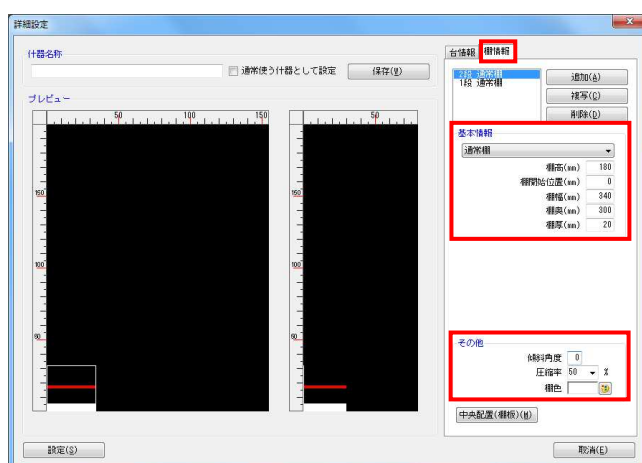 詳細設定
什器名称
通常使う什器として設定
保存(V)
プレビュー
50 100 150
50
150
100
50
150
100
50
台情報 棚情報
2段 通常棚
1段 通常棚
追加(A)
複写(C)
削除(D)
基本情報
通常棚
棚高(mm) 180
棚開始位置(mm) 0
棚幅(mm) 340
棚奥(mm) 300
棚厚(mm) 20
その他
傾斜角度 0
圧縮率 50 %
棚色
中央配置(棚板)(M)
設定(S)
取消(E)